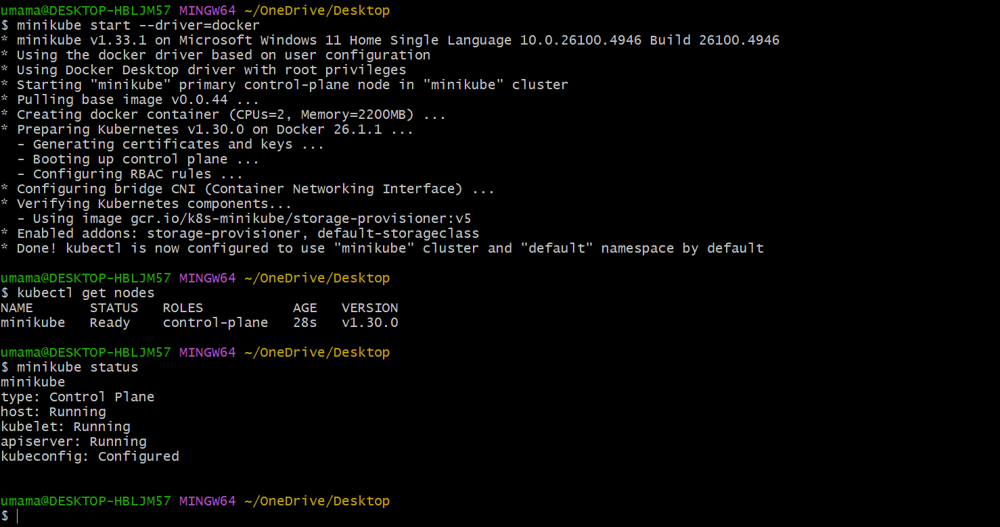 umama@DESKTOP-HBLJM57 MINGW64 ~/OneDrive/Desktop
$ minikube start --driver=docker
* minikube v1.33.1 on Microsoft Windows 11 Home Single Language 10.0.26100.4946 Build 26100.4946
* Using the docker driver based on user configuration
* Using Docker Desktop driver with root privileges
* Starting "minikube" primary control-plane node in "minikube" cluster
* Pulling base image v0.0.44 ...
* Creating docker container (CPUs=2, Memory=2200MB) ...
* Preparing Kubernetes v1.30.0 on Docker 26.1.1 ...
  - Generating certificates and keys ...
  - Booting up control plane ...
  - Configuring RBAC rules ...
* Configuring bridge CNI (Container Networking Interface) ...
* Verifying Kubernetes components...
  - Using image gcr.io/k8s-minikube/storage-provisioner:v5
* Enabled addons: storage-provisioner, default-storageclass
* Done! kubectl is now configured to use "minikube" cluster and "default" namespace by default

umama@DESKTOP-HBLJM57 MINGW64 ~/OneDrive/Desktop
$ kubectl get nodes
NAME       STATUS   ROLES           AGE   VERSION
minikube   Ready    control-plane   28s   v1.30.0

umama@DESKTOP-HBLJM57 MINGW64 ~/OneDrive/Desktop
$ minikube status
minikube
type: Control Plane
host: Running
kubelet: Running
apiserver: Running
kubeconfig: Configured

umama@DESKTOP-HBLJM57 MINGW64 ~/OneDrive/Desktop
$